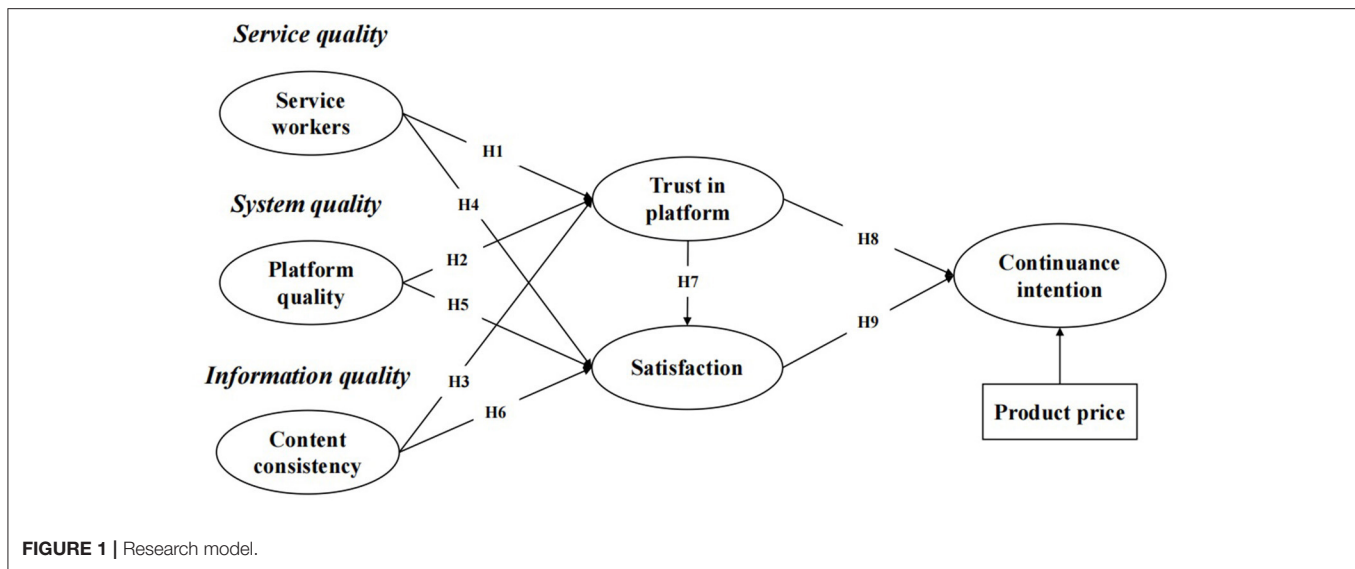 Service quality
Service
workers
H1
System quality
H4
Trust in
platform
H2
H8
Platform
quality
H7
Continuance
intention
H5
H9
Information quality
H3
Satisfaction
H6
Product price
Content
consistency
FIGURE 1 | Research model.